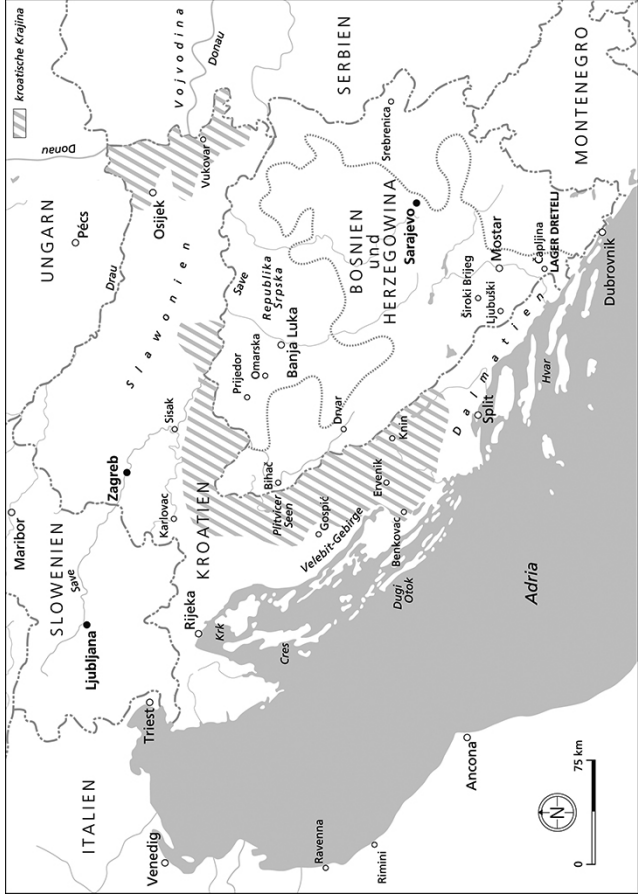 kroatische Krajina
ITALIEN
Venedig
Triest
SLOWENIEN
Maribor
Ljubljana
Save
Zagreb
UNGARN
Pécs
Drau
Donau
Vojvodina
Donau
Osijek
Vukovar
Slawonien
Sisak
Karlovac
KROATIEN
Rijeka
Krk
Cres
Save
Republika
Srpska
Prijedor
Omarska
Banja Luka
Bihać
Plitvicer
Seen
Gospić
Velebit-Gebirge
Drvar
Ervenik
Knin
Benkovac
Dugi
Otok
BOSNIEN
und
HERZEGOWINA
Sarajevo
SERBIEN
Srebrenica
Široki Brijeg
Mostar
Ljubuški
Čapljina
LAGER DRETELJ
Dalmatien
Split
Hvar
Dubrovnik
MONTENEGRO
Adria
Ravenna
Rimini
Ancona
N
75 km